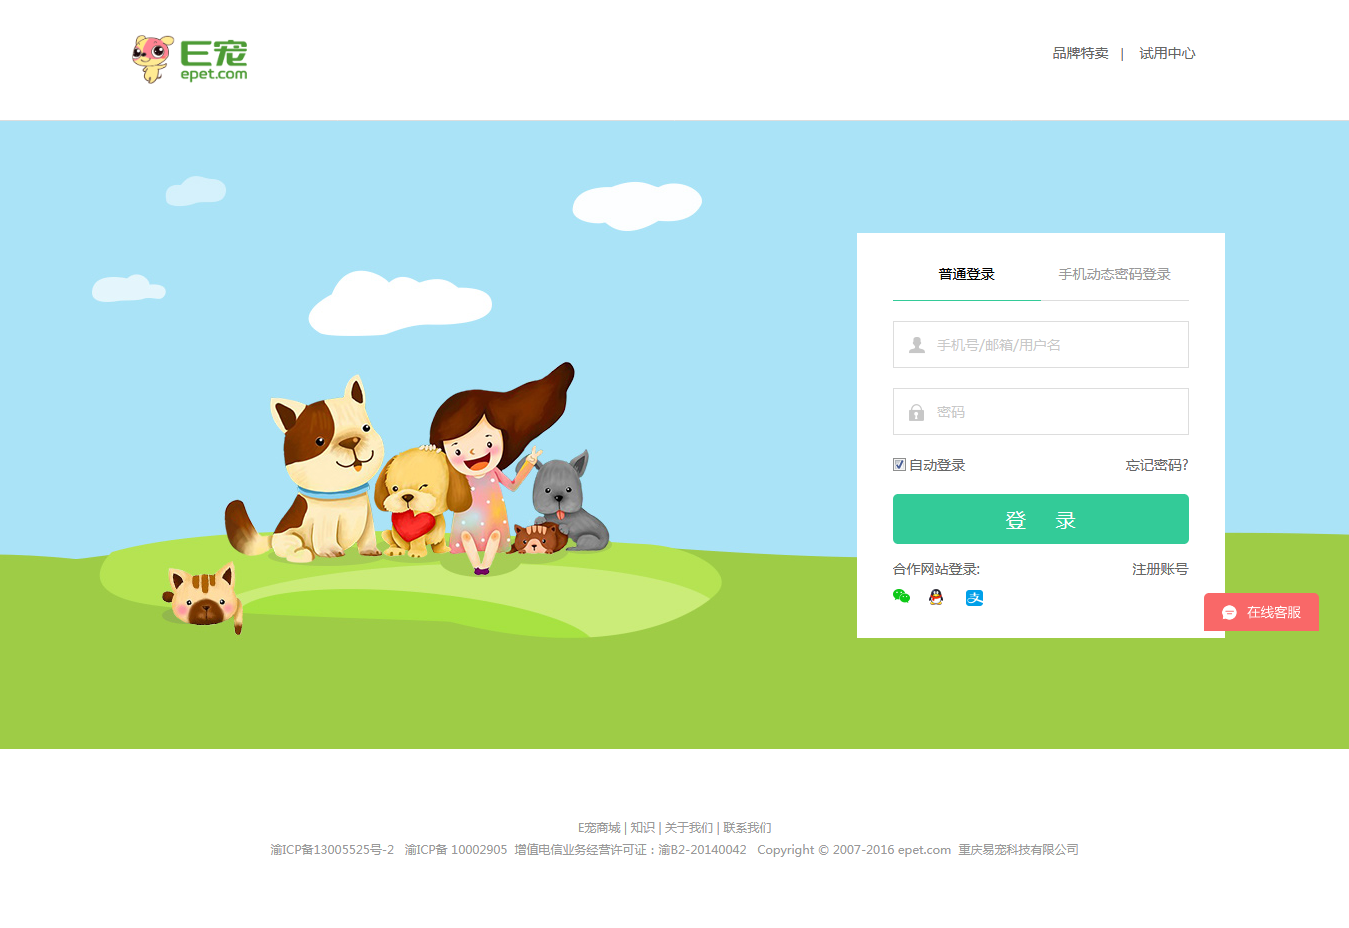 E宠
epet.com
品牌特卖 | 试用中心
普通登录 手机动态密码登录
手机号/邮箱/用户名
密码
自动登录 忘记密码?
登 录
合作网站登录: 注册账号
支
在线客服
E宠商城 | 知识 | 关于我们 | 联系我们
渝ICP备13005525号-2 渝ICP备 10002905 增值电信业务经营许可证：渝B2-20140042 Copyright © 2007-2016 epet.com 重庆易宠科技有限公司